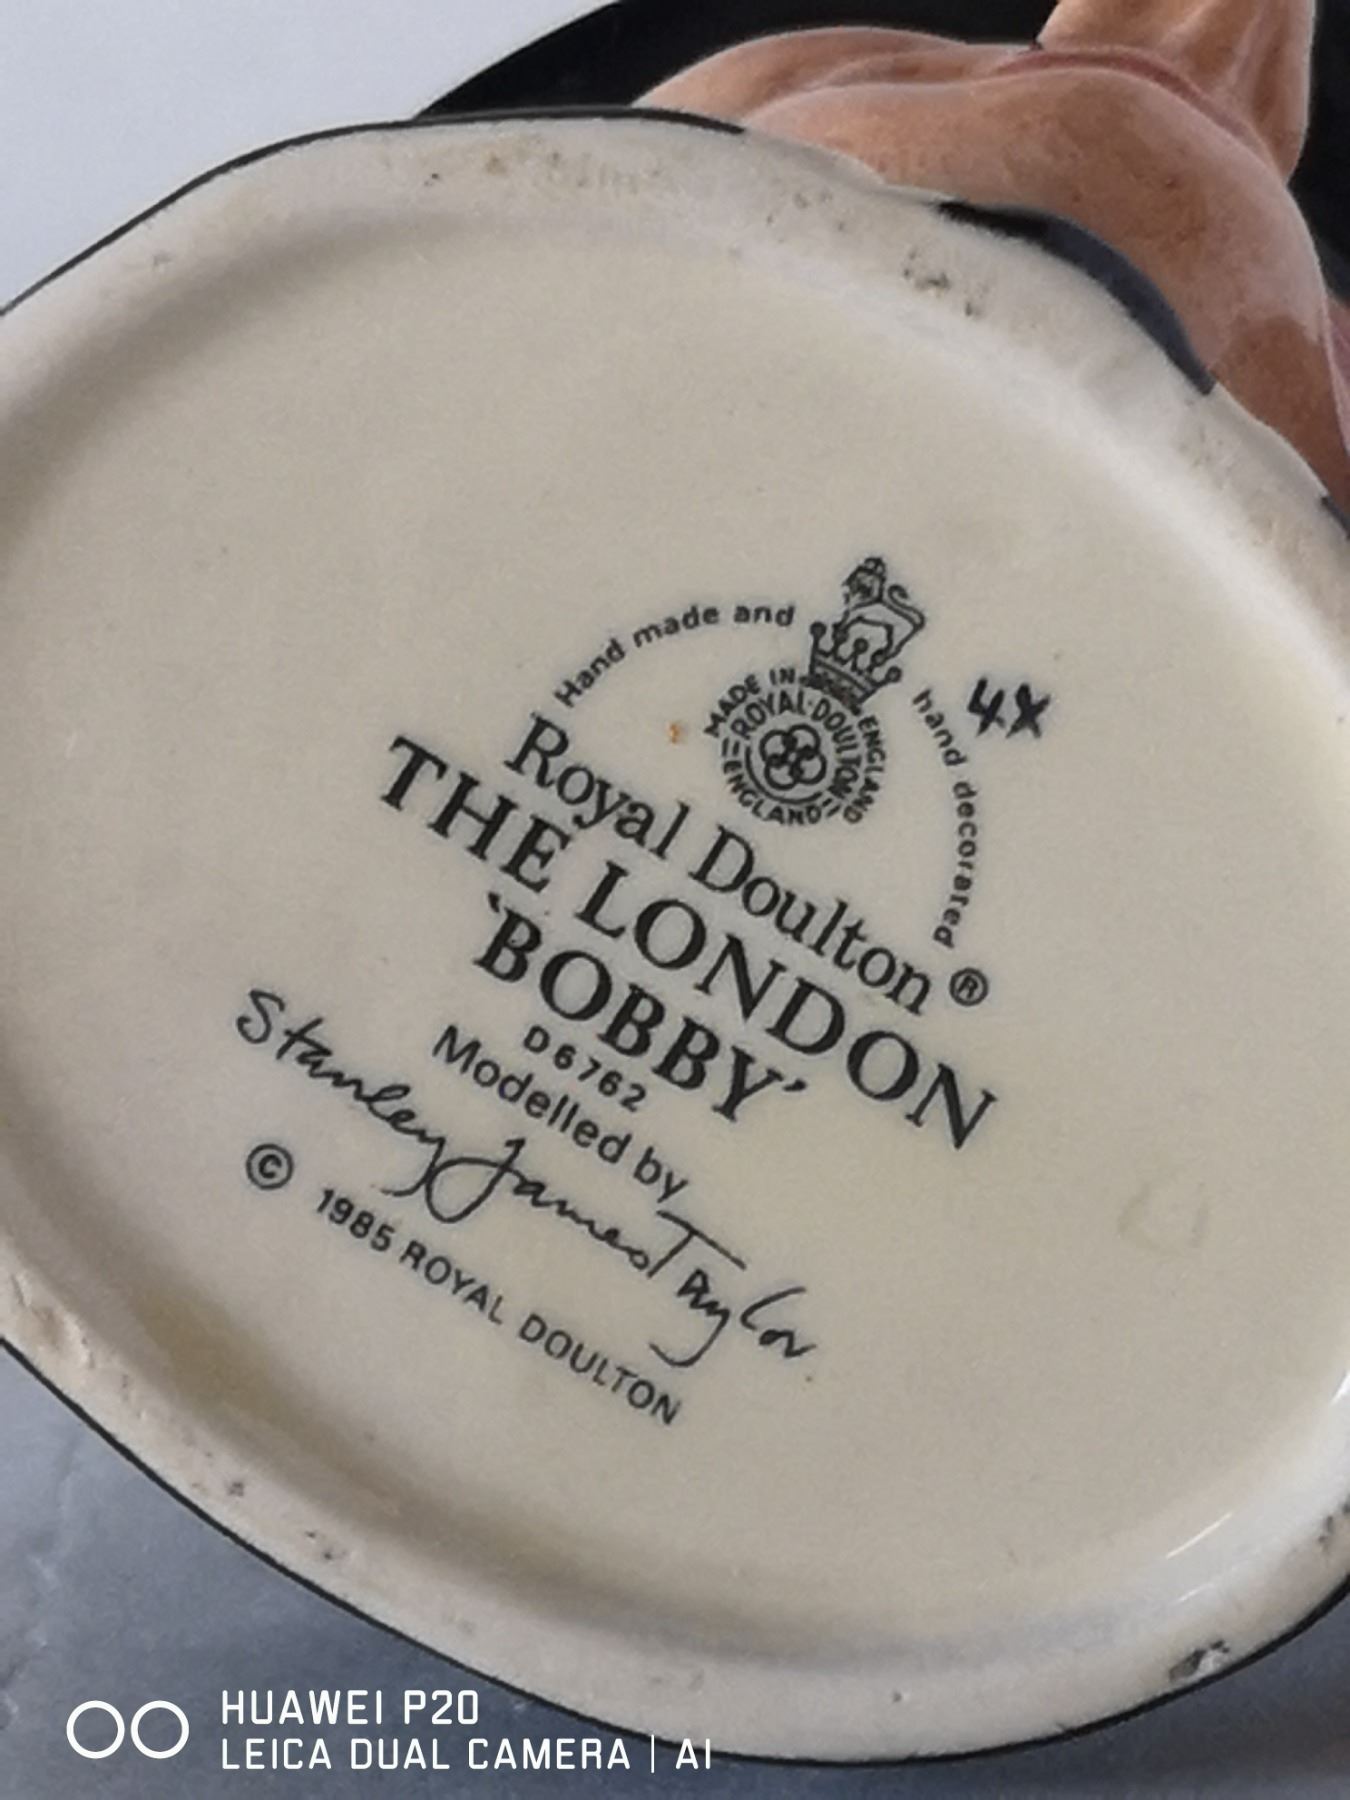 Hand made and
hand decorated
4X
MADE IN ENGLAND
ROYAL·DOULTON
ENGLAND
Royal Doulton ®
THE LONDON
'BOBBY'
D6762
Modelled by
Stanley James Taylor
© 1985 ROYAL DOULTON
HUAWEI P20
LEICA DUAL CAMERA | AI